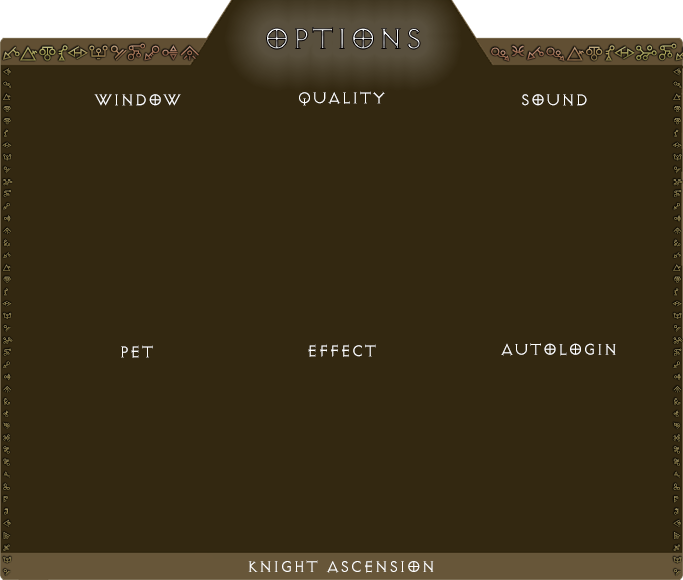 OPTIONS
WINDOW
QUALITY
SOUND
PET
EFFECT
AUTOLOGIN
KNIGHT ASCENSION